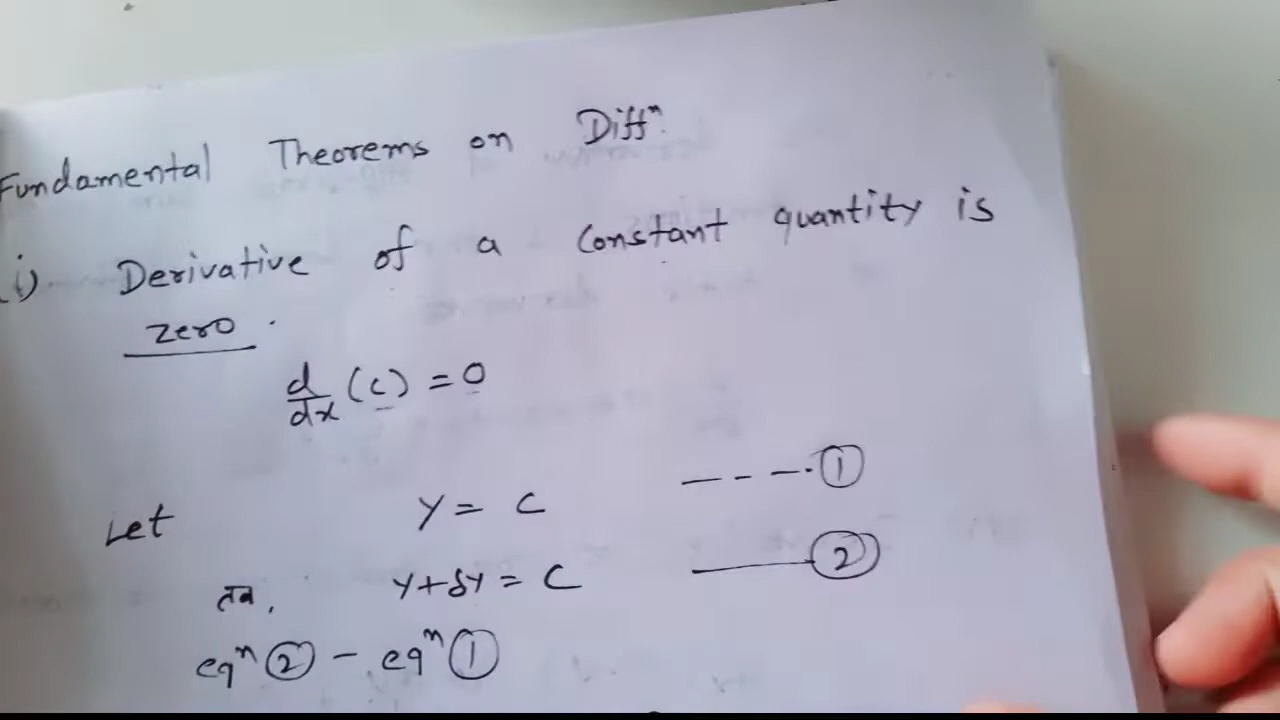 Fundamental Theorems on Diffⁿ.
i) Derivative of a constant quantity is
zero.
d/dx (c) = 0
Let y = c ---- ①
तब, y+δy = c —— ②
eqⁿ ② - eqⁿ ①